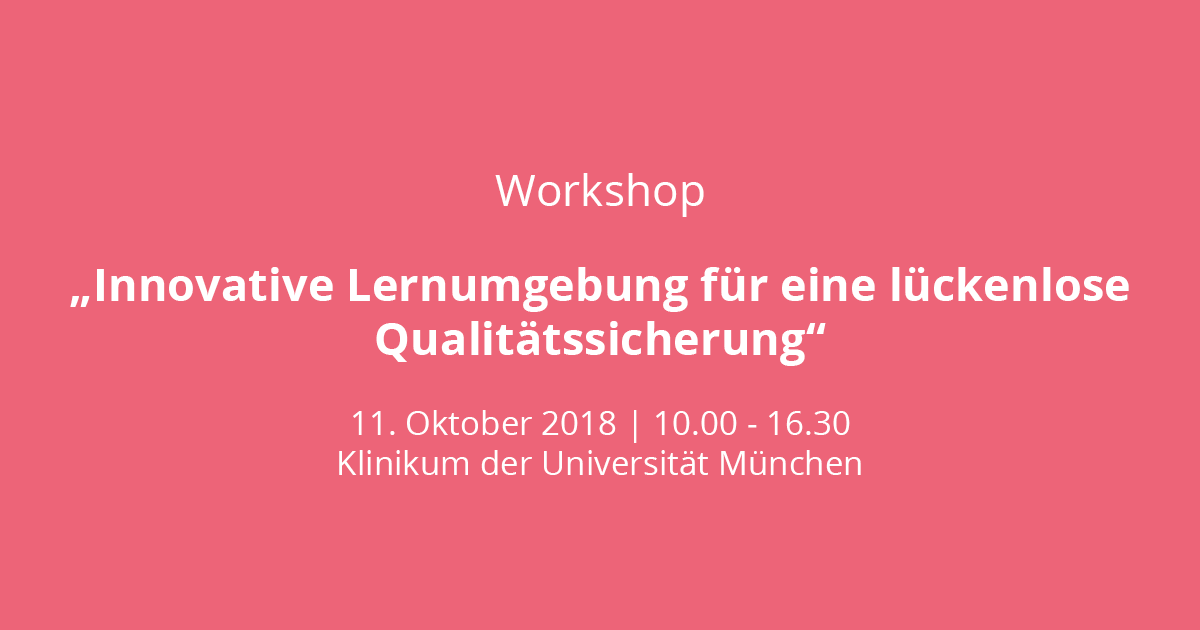 Workshop
„Innovative Lernumgebung für eine lückenlose
Qualitätssicherung“
11. Oktober 2018 | 10.00 - 16.30
Klinikum der Universität München